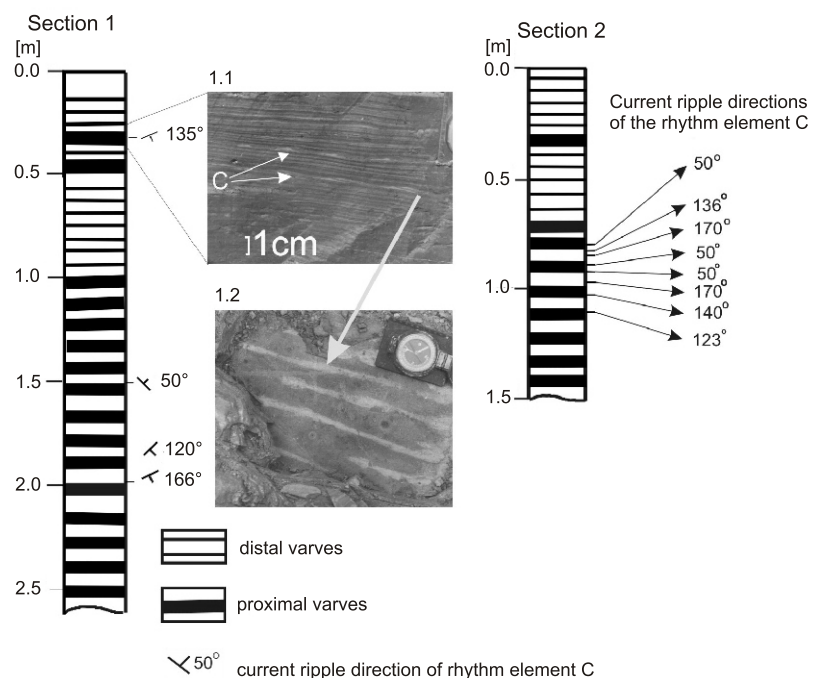 Section 1
[m]
0.0
0.5
1.0
1.5
2.0
2.5
135°
50°
120°
166°
1.1
C
1cm
1.2
Section 2
[m]
0.0
0.5
1.0
1.5
Current ripple directions
of the rhythm element C
50°
136°
170°
50°
50°
170°
140°
123°
distal varves
proximal varves
50° current ripple direction of rhythm element C